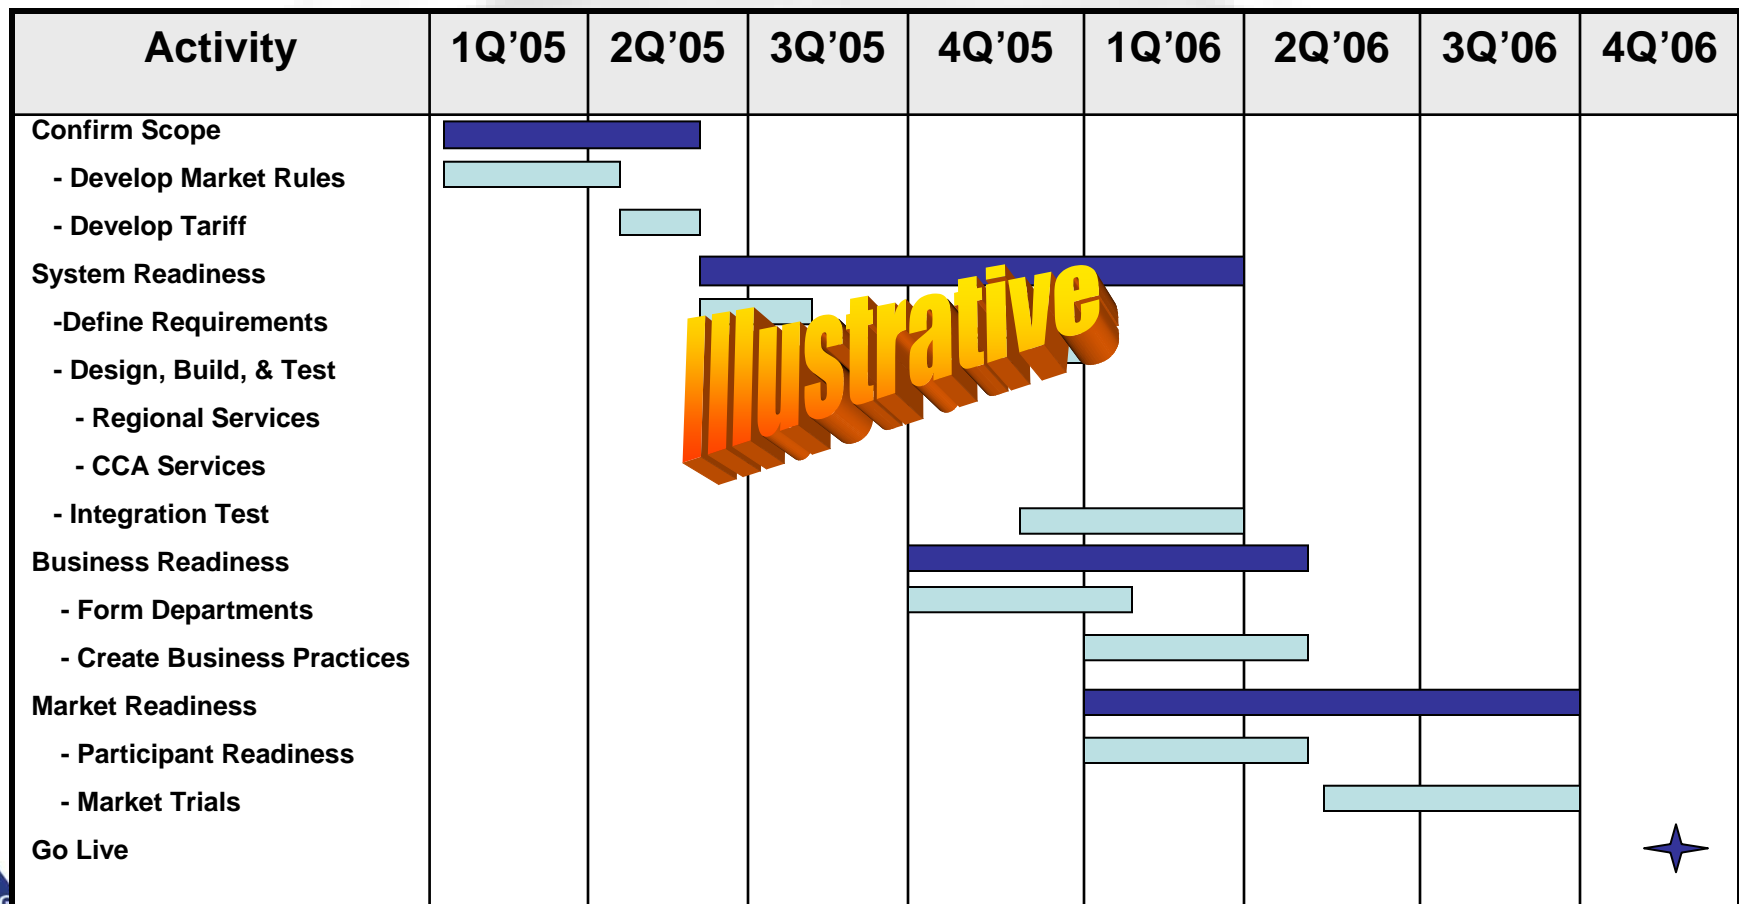 Activity 1Q’05 2Q’05 3Q’05 4Q’05 1Q’06 2Q’06 3Q’06 4Q’06
Confirm Scope
- Develop Market Rules
- Develop Tariff
System Readiness
-Define Requirements
- Design, Build, & Test
- Regional Services
- CCA Services
- Integration Test
Business Readiness
- Form Departments
- Create Business Practices
Market Readiness
- Participant Readiness
- Market Trials
Go Live
Illustrative